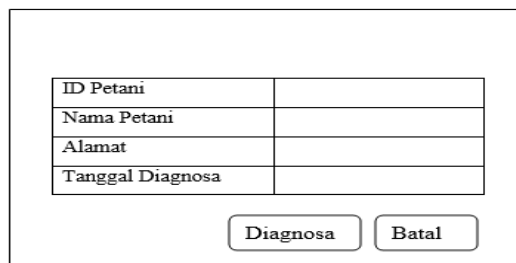 ID Petani
Nama Petani
Alamat
Tanggal Diagnosa
Diagnosa Batal